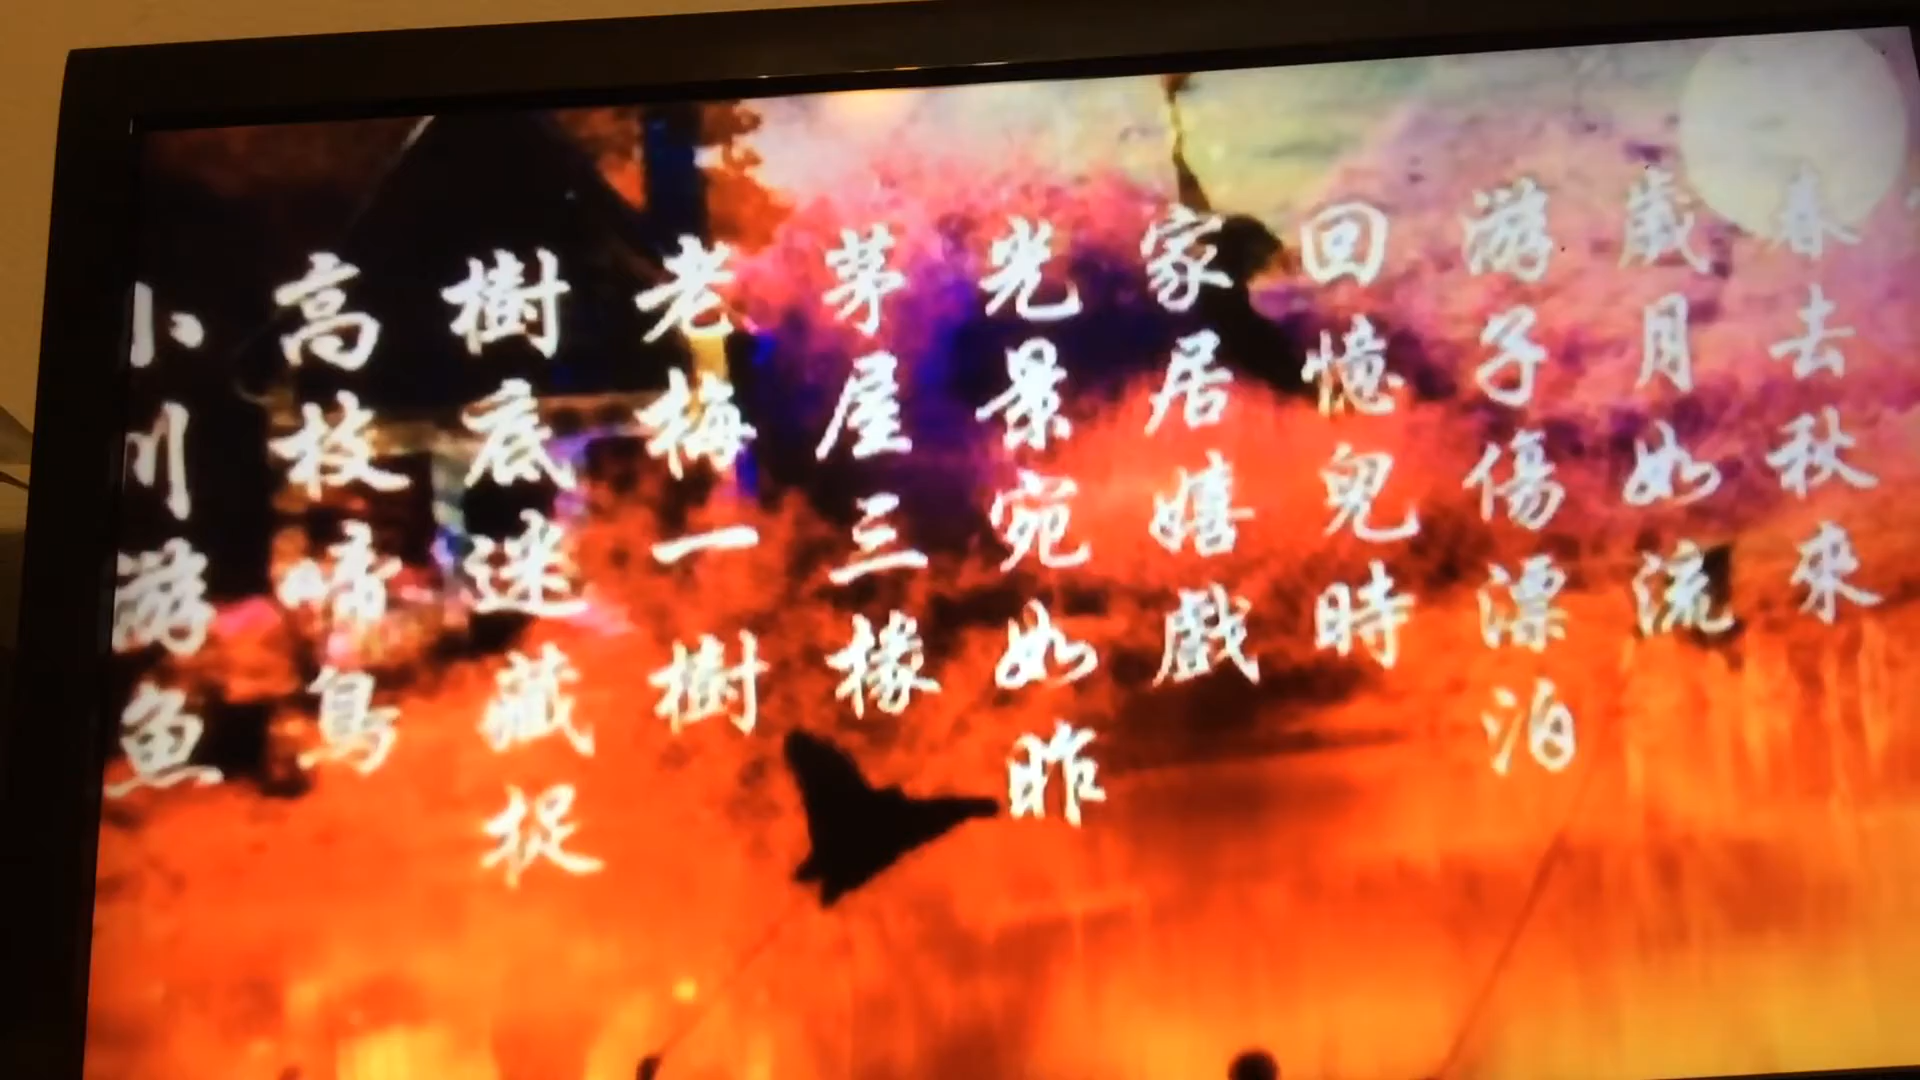 春去秋來
歲月如流
游子傷漂泊
回憶兒時
家居嬉戲
光景宛如昨
茅屋三椽
老梅一樹
樹底迷藏捉
高枝啼鳥
小川游魚